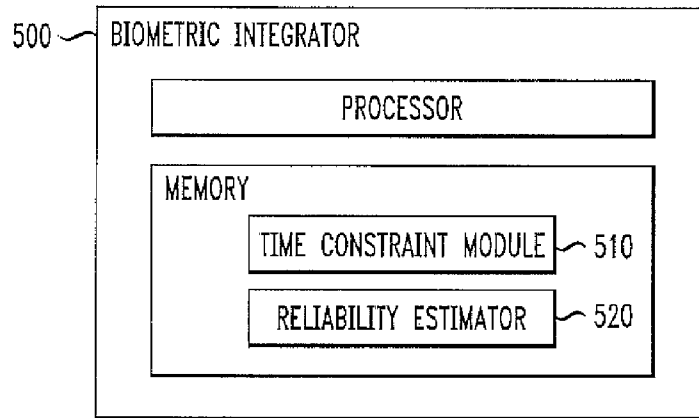 500 BIOMETRIC INTEGRATOR
PROCESSOR
MEMORY
TIME CONSTRAINT MODULE 510
RELIABILITY ESTIMATOR 520